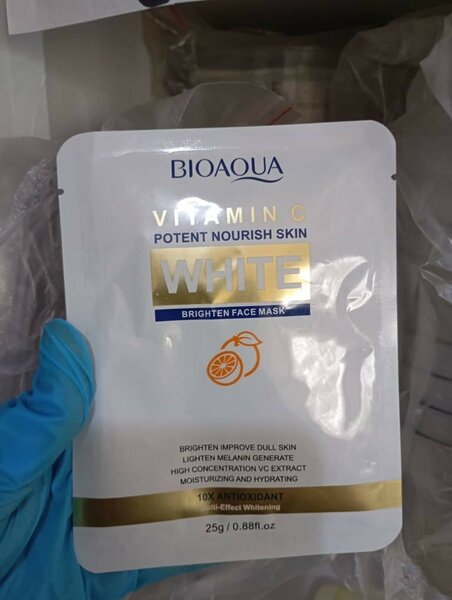 BIOAQUA
VITAMIN C
POTENT NOURISH SKIN
WHITE
BRIGHTEN FACE MASK
BRIGHTEN IMPROVE DULL SKIN
LIGHTEN MELANIN GENERATE
HIGH CONCENTRATION VC EXTRACT
MOISTURIZING AND HYDRATING
10X ANTIOXIDANT
Multi-Effect Whitening
25g / 0.88fl.oz